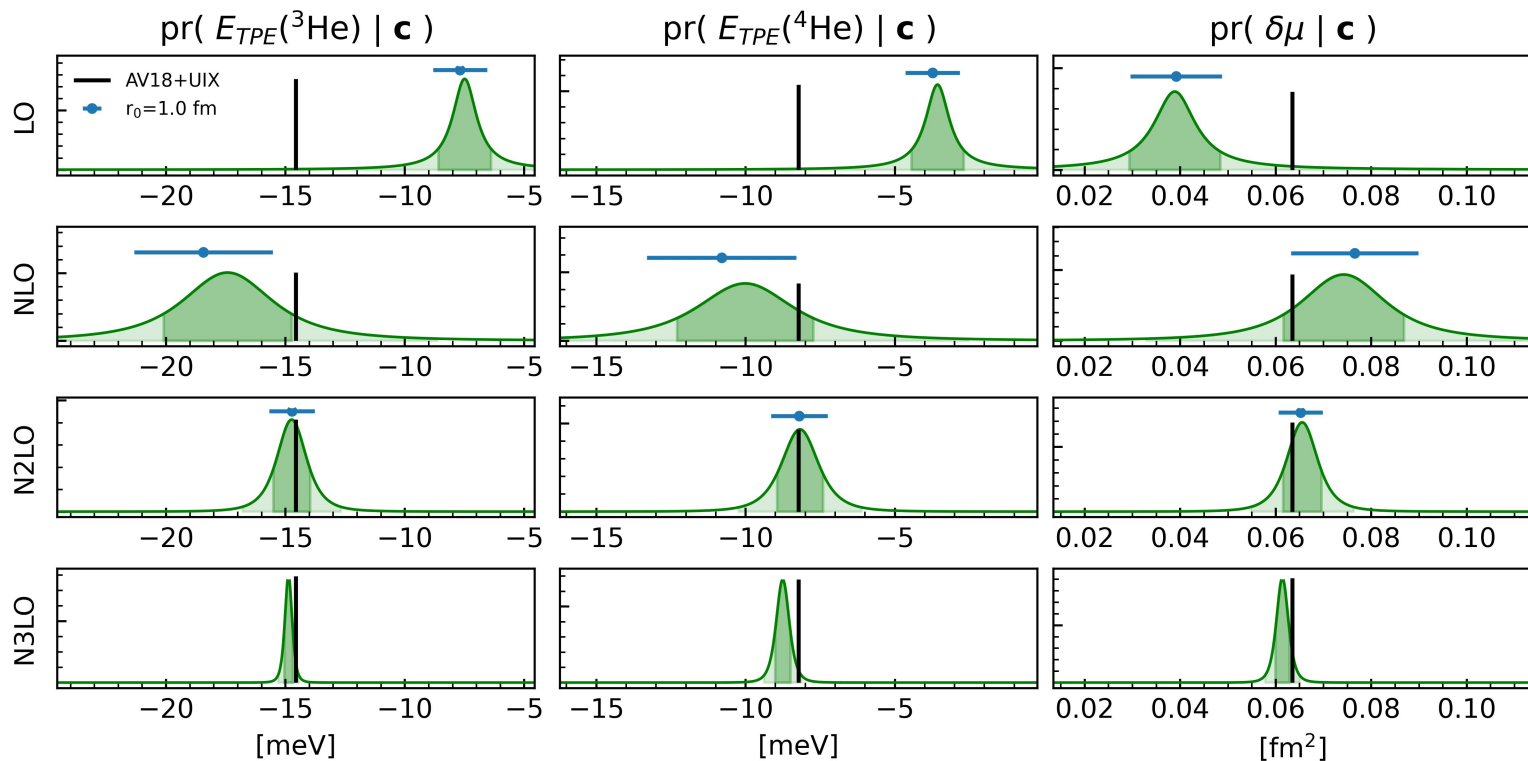 pr( E_TPE(³He) | c ) pr( E_TPE(⁴He) | c ) pr( δμ | c )
LO
AV18+UIX
r₀=1.0 fm
−20 −15 −10 −5 −15 −10 −5 0.02 0.04 0.06 0.08 0.10
NLO
−20 −15 −10 −5 −15 −10 −5 0.02 0.04 0.06 0.08 0.10
N2LO
−20 −15 −10 −5 −15 −10 −5 0.02 0.04 0.06 0.08 0.10
N3LO
−20 −15 −10 −5 −15 −10 −5 0.02 0.04 0.06 0.08 0.10
[meV] [meV] [fm²]